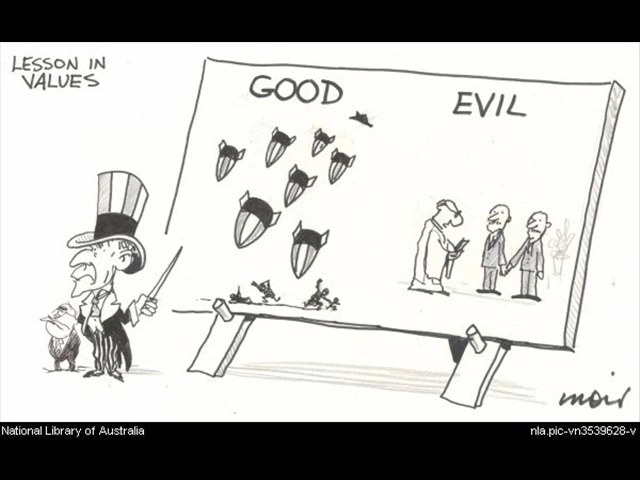 LESSON IN
VALUES
GOOD
EVIL
moir
National Library of Australia
nla.pic-vn3539628-v